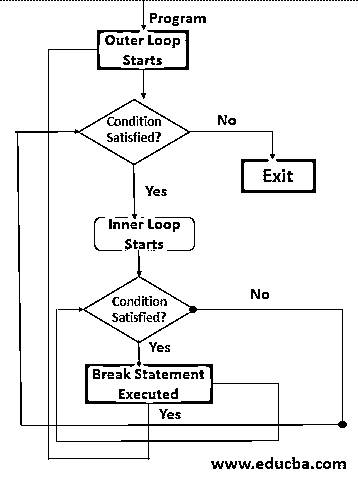 Program
Outer Loop
Starts
Condition
Satisfied?
No
Exit
Yes
Inner Loop
Starts
Condition
Satisfied?
No
Yes
Break Statement
Executed
Yes
www.educba.com